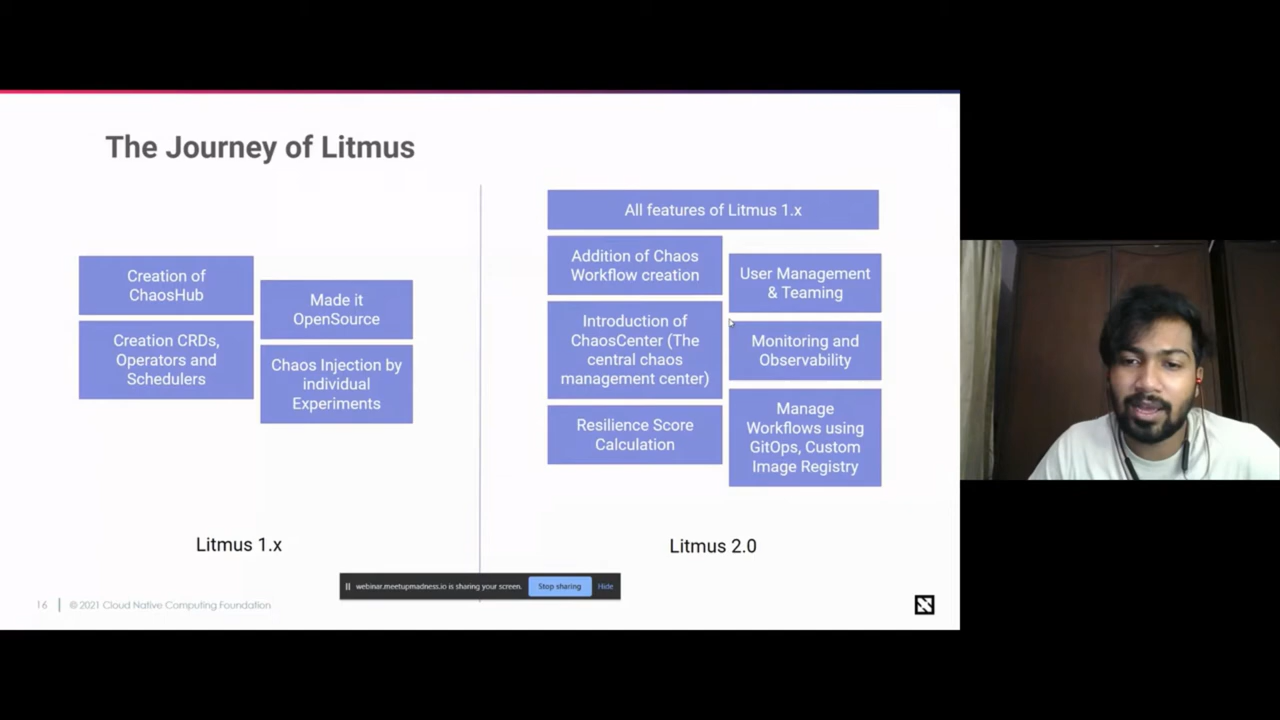 The Journey of Litmus
Creation of
ChaosHub
Creation CRDs,
Operators and
Schedulers
Made it
OpenSource
Chaos Injection by
individual
Experiments
Litmus 1.x
All features of Litmus 1.x
Addition of Chaos
Workflow creation
Introduction of
ChaosCenter (The
central chaos
management center)
Resilience Score
Calculation
User Management
& Teaming
Monitoring and
Observability
Manage
Workflows using
GitOps, Custom
Image Registry
Litmus 2.0
webinar.meetupmadness.io is sharing your screen. Stop sharing Hide
16 © 2021 Cloud Native Computing Foundation